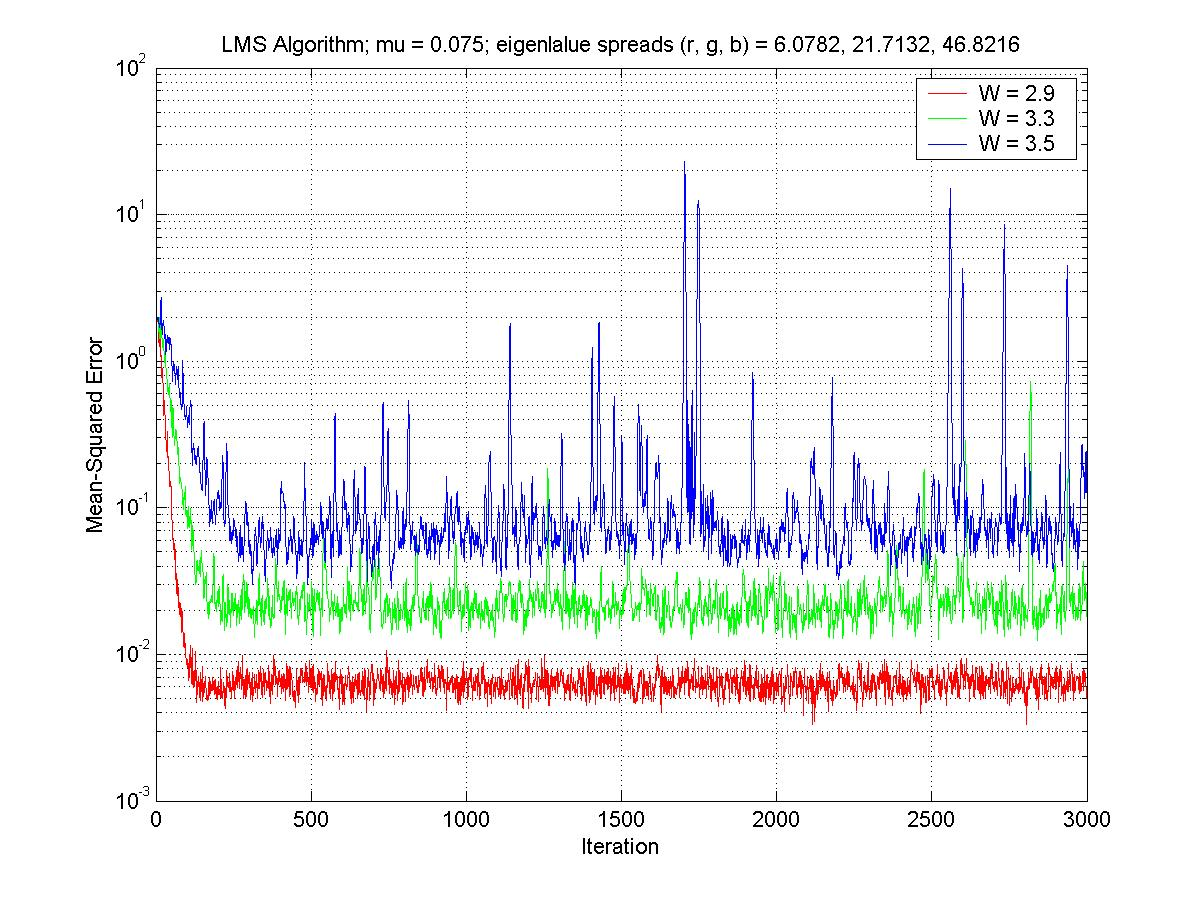 LMS Algorithm; mu = 0.075; eigenlalue spreads (r, g, b) = 6.0782, 21.7132, 46.8216
W = 2.9
W = 3.3
W = 3.5
10^2
10^1
10^0
10^-1
10^-2
10^-3
Mean-Squared Error
0 500 1000 1500 2000 2500 3000
Iteration